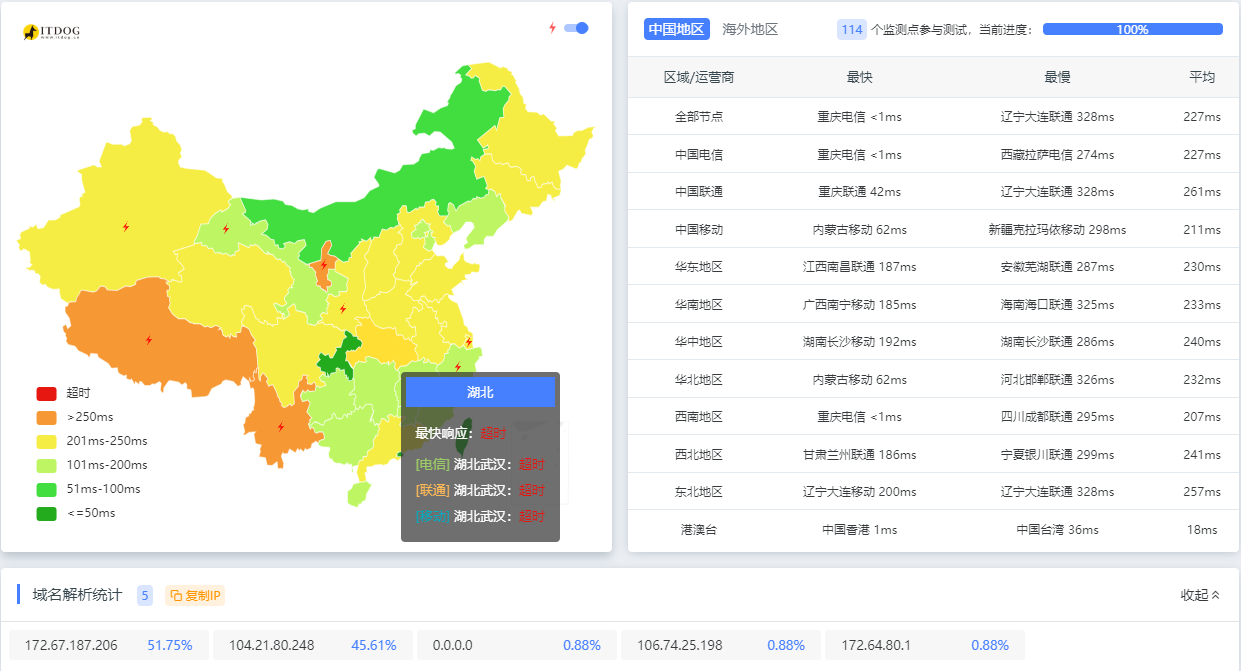 ITDOG
www.itdog.cn
超时
>250ms
201ms-250ms
101ms-200ms
51ms-100ms
<=50ms
湖北
最快响应：超时
[电信] 湖北武汉：超时
[联通] 湖北武汉：超时
[移动] 湖北武汉：超时
中国地区 海外地区 114 个监测点参与测试，当前进度： 100%
区域/运营商 最快 最慢 平均
全部节点 重庆电信 <1ms 辽宁大连联通 328ms 227ms
中国电信 重庆电信 <1ms 西藏拉萨电信 274ms 227ms
中国联通 重庆联通 42ms 辽宁大连联通 328ms 261ms
中国移动 内蒙古移动 62ms 新疆克拉玛依移动 298ms 211ms
华东地区 江西南昌联通 187ms 安徽芜湖联通 287ms 230ms
华南地区 广西南宁移动 185ms 海南海口联通 325ms 233ms
华中地区 湖南长沙移动 192ms 湖南长沙联通 286ms 240ms
华北地区 内蒙古移动 62ms 河北邯郸联通 326ms 232ms
西南地区 重庆电信 <1ms 四川成都联通 295ms 207ms
西北地区 甘肃兰州联通 186ms 宁夏银川联通 299ms 241ms
东北地区 辽宁大连移动 200ms 辽宁大连联通 328ms 257ms
港澳台 中国香港 1ms 中国台湾 36ms 18ms
域名解析统计 5 复制IP 收起
172.67.187.206 51.75% 104.21.80.248 45.61% 0.0.0.0 0.88% 106.74.25.198 0.88% 172.64.80.1 0.88%